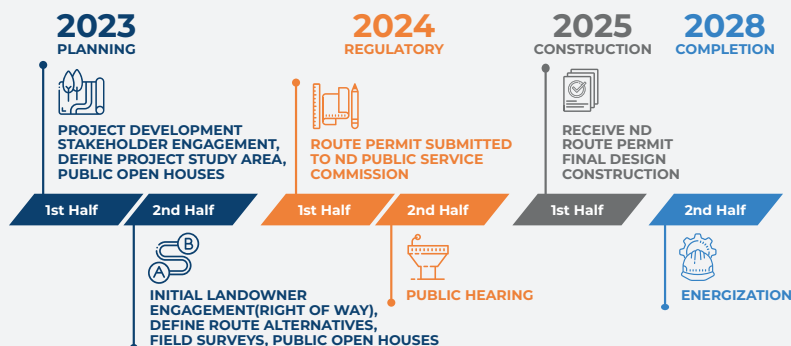 2023
PLANNING
2024
REGULATORY
2025
CONSTRUCTION
2028
COMPLETION
PROJECT DEVELOPMENT
STAKEHOLDER ENGAGEMENT,
DEFINE PROJECT STUDY AREA,
PUBLIC OPEN HOUSES
ROUTE PERMIT SUBMITTED
TO ND PUBLIC SERVICE
COMMISSION
RECEIVE ND
ROUTE PERMIT
FINAL DESIGN
CONSTRUCTION
1st Half
2nd Half
1st Half
2nd Half
1st Half
2nd Half
A
B
INITIAL LANDOWNER
ENGAGEMENT(RIGHT OF WAY),
DEFINE ROUTE ALTERNATIVES,
FIELD SURVEYS, PUBLIC OPEN HOUSES
PUBLIC HEARING
ENERGIZATION